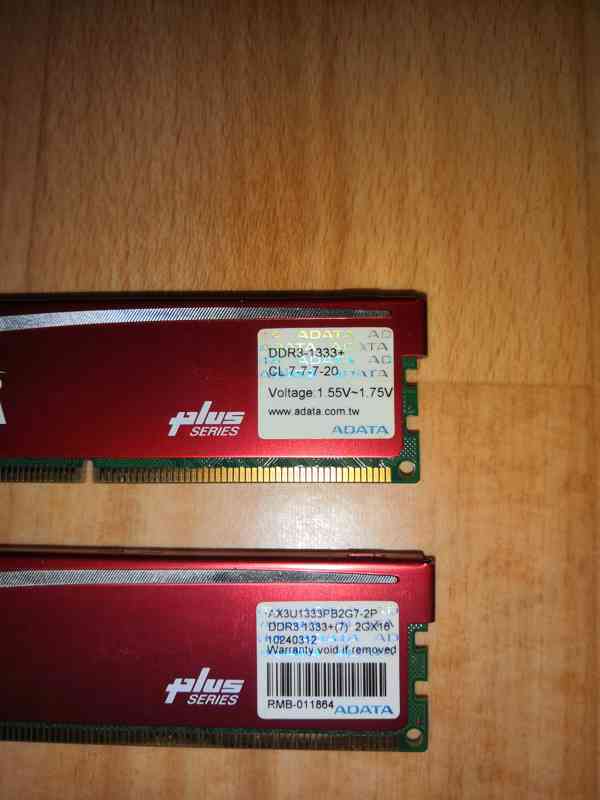 DDR3-1333+
CL 7-7-7-20
Voltage:1.55V~1.75V
www.adata.com.tw
ADATA
plus
SERIES
AX3U1333PB2G7-2P
DDR3 1333+(7) 2GX16
10240312
Warranty void if removed
RMB-011864
ADATA
plus
SERIES